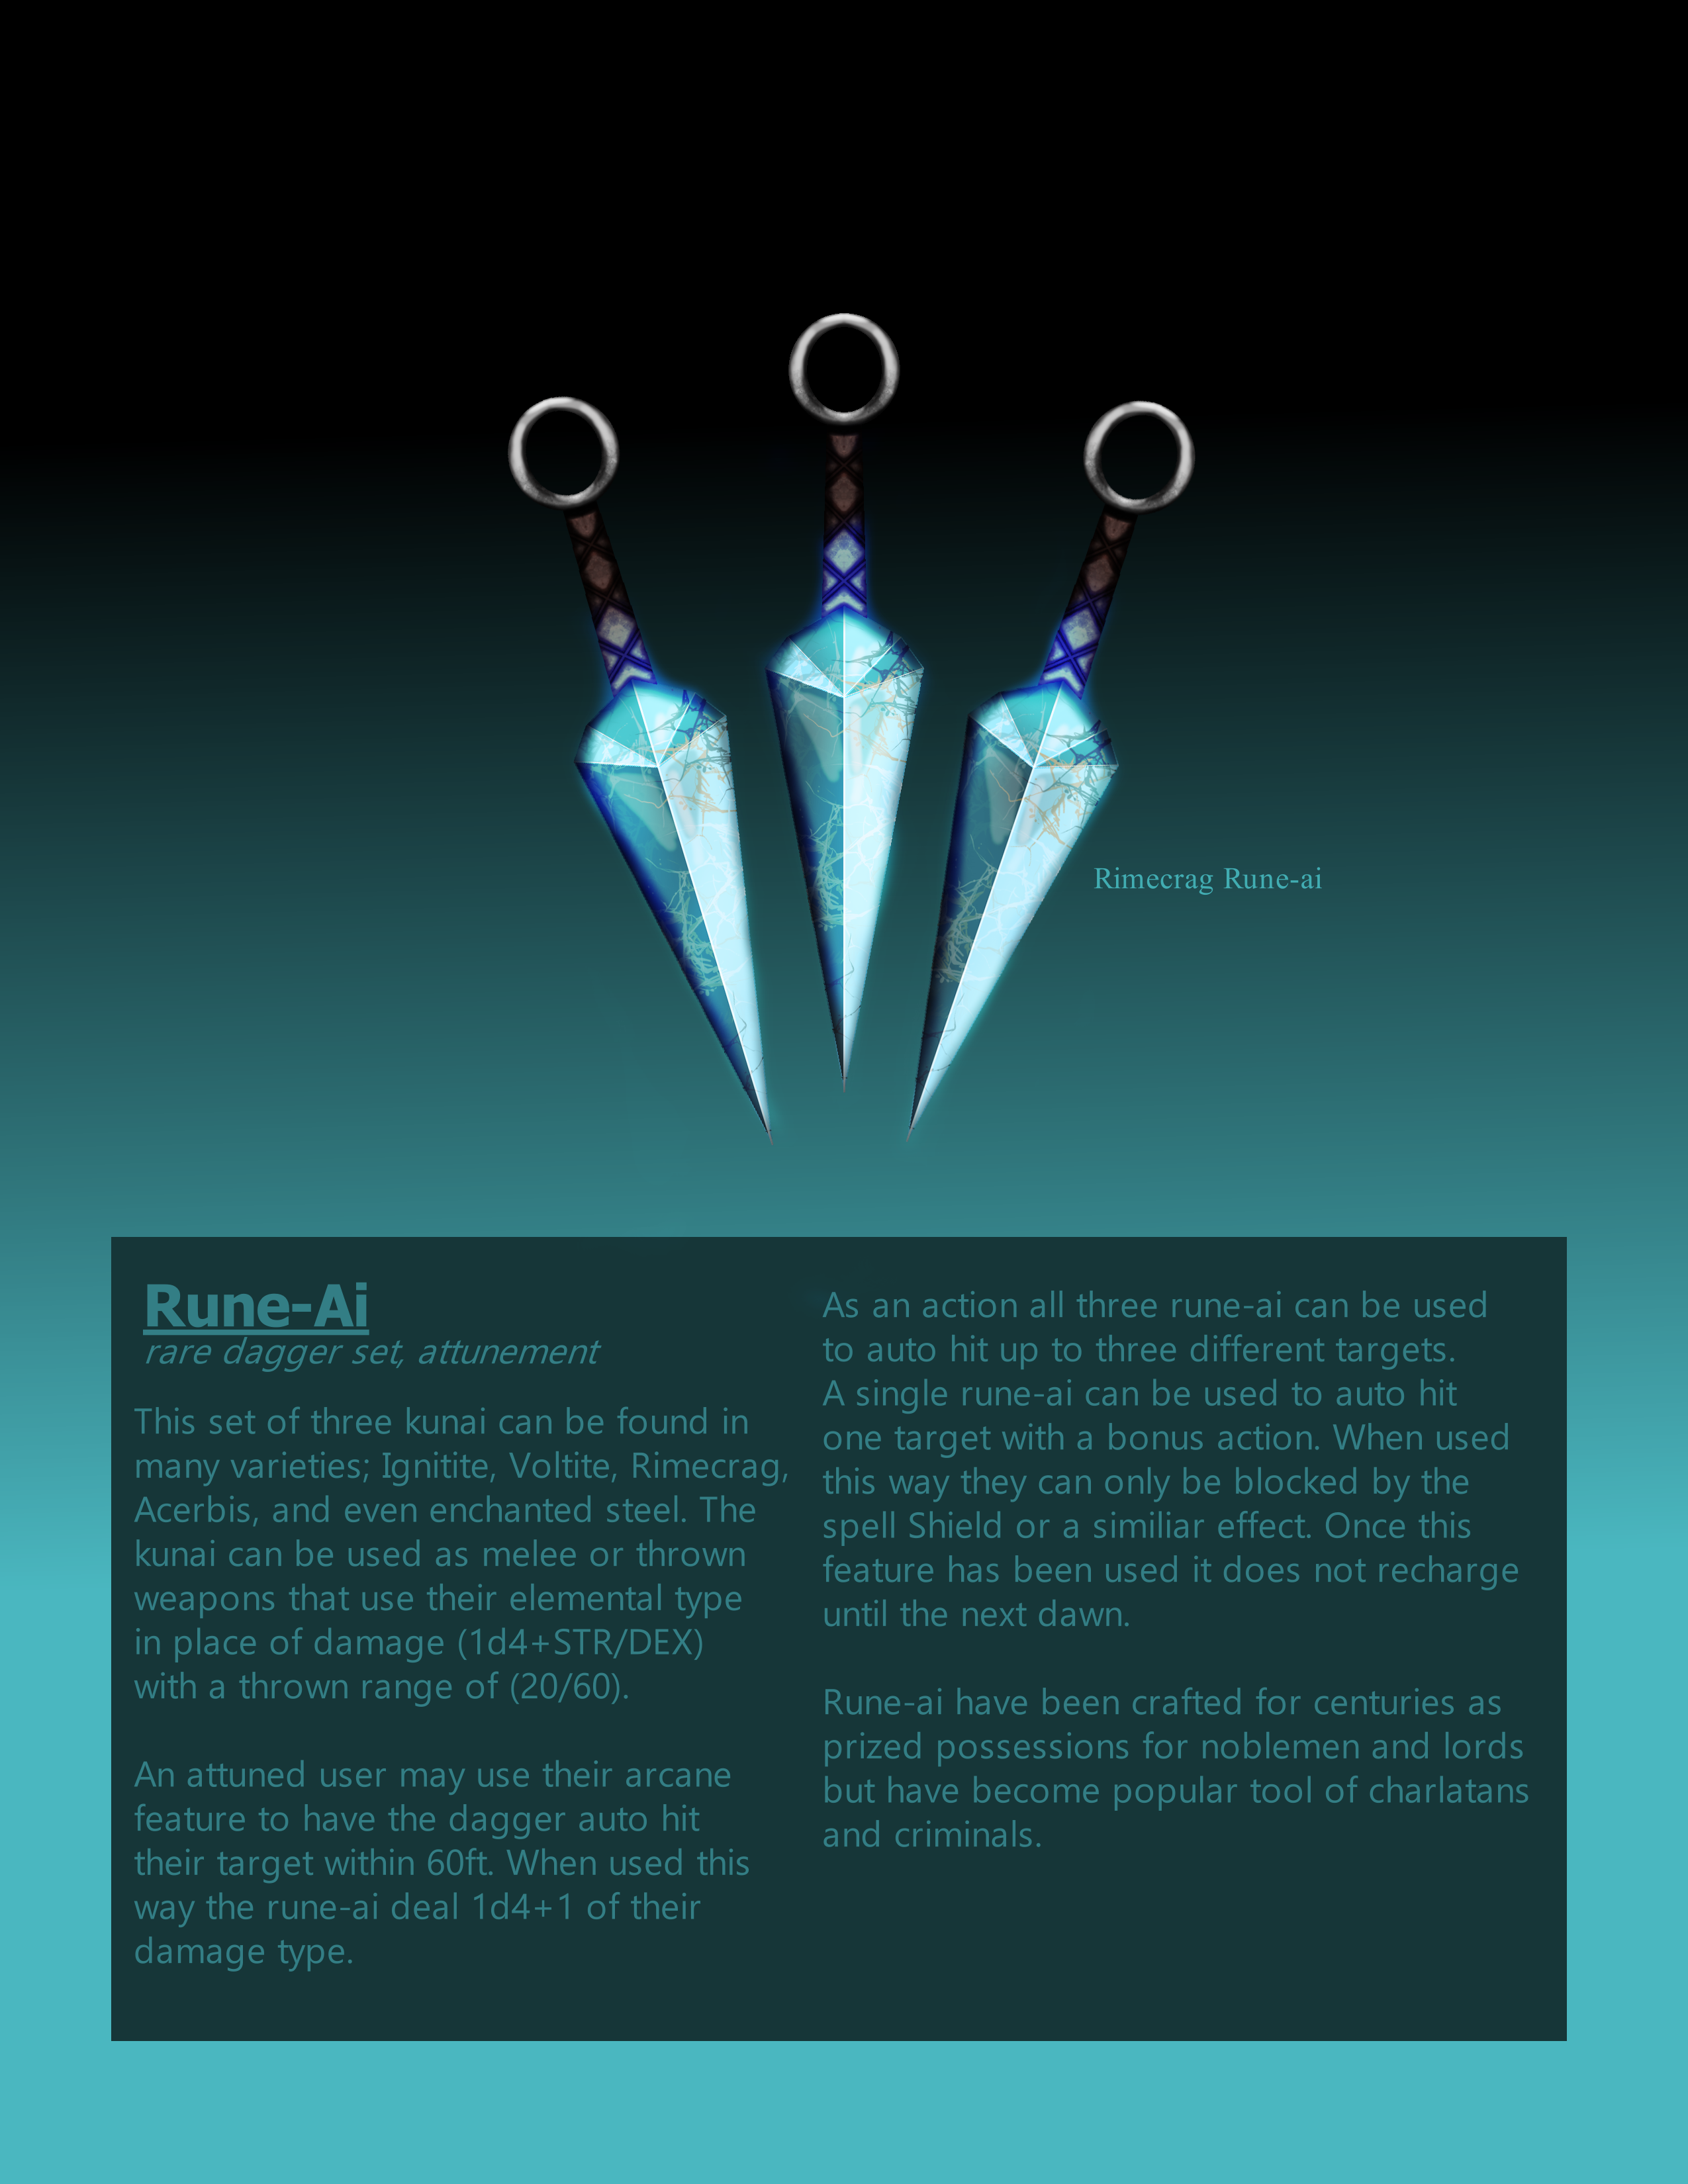 Rimecrag Rune-ai
Rune-Ai
rare dagger set, attunement
This set of three kunai can be found in
many varieties; Ignitite, Voltite, Rimecrag,
Acerbis, and even enchanted steel. The
kunai can be used as melee or thrown
weapons that use their elemental type
in place of damage (1d4+STR/DEX)
with a thrown range of (20/60).
An attuned user may use their arcane
feature to have the dagger auto hit
their target within 60ft. When used this
way the rune-ai deal 1d4+1 of their
damage type.
As an action all three rune-ai can be used
to auto hit up to three different targets.
A single rune-ai can be used to auto hit
one target with a bonus action. When used
this way they can only be blocked by the
spell Shield or a similiar effect. Once this
feature has been used it does not recharge
until the next dawn.
Rune-ai have been crafted for centuries as
prized possessions for noblemen and lords
but have become popular tool of charlatans
and criminals.